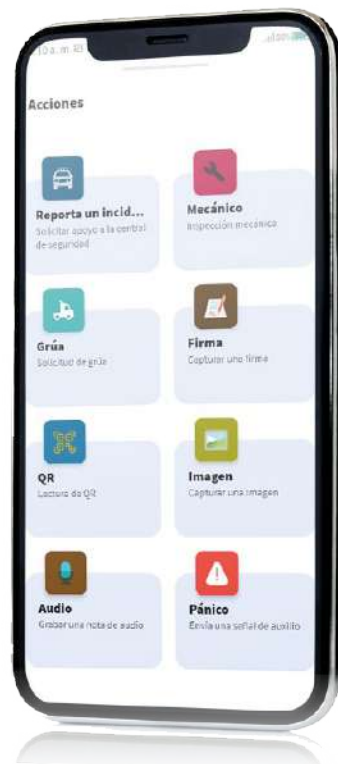 10 a. m.
Acciones
Reporta un incid...
Solicitar apoyo a la central
de seguridad
Mecánico
Inspección mecánica
Grúa
Solicitud de grúa
Firma
Capturar una firma
QR
Lectura de QR
Imagen
Capturar una imagen
Audio
Grabar una nota de audio
Pánico
Envía una señal de auxilio